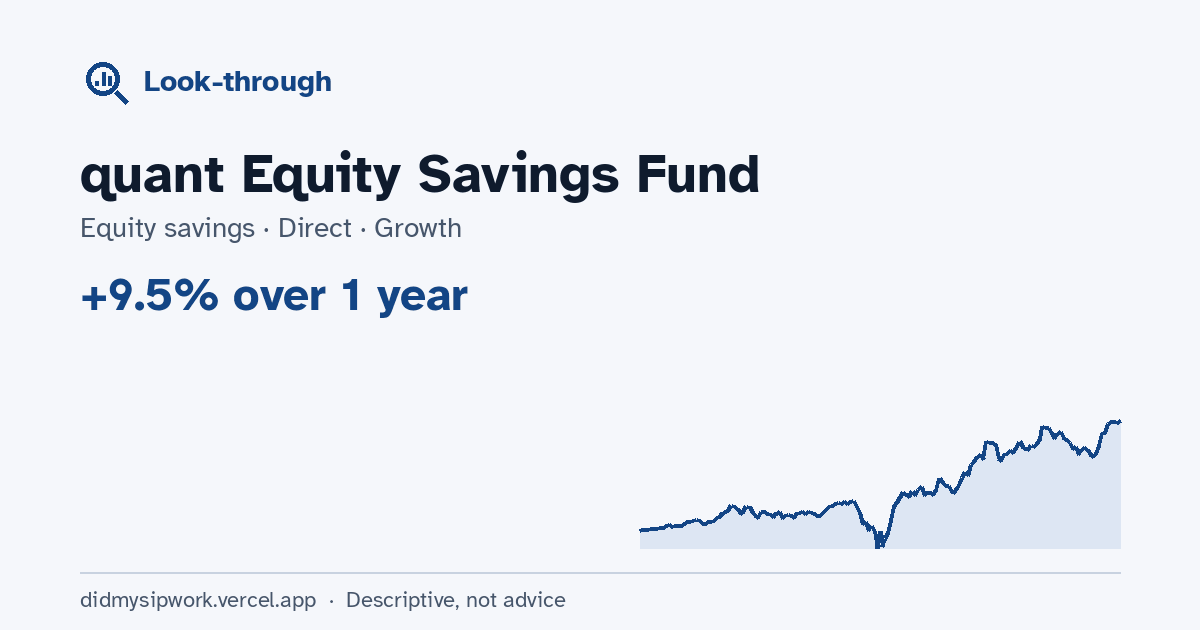 Look-through
quant Equity Savings Fund
Equity savings · Direct · Growth
+9.5% over 1 year
didmysipwork.vercel.app · Descriptive, not advice